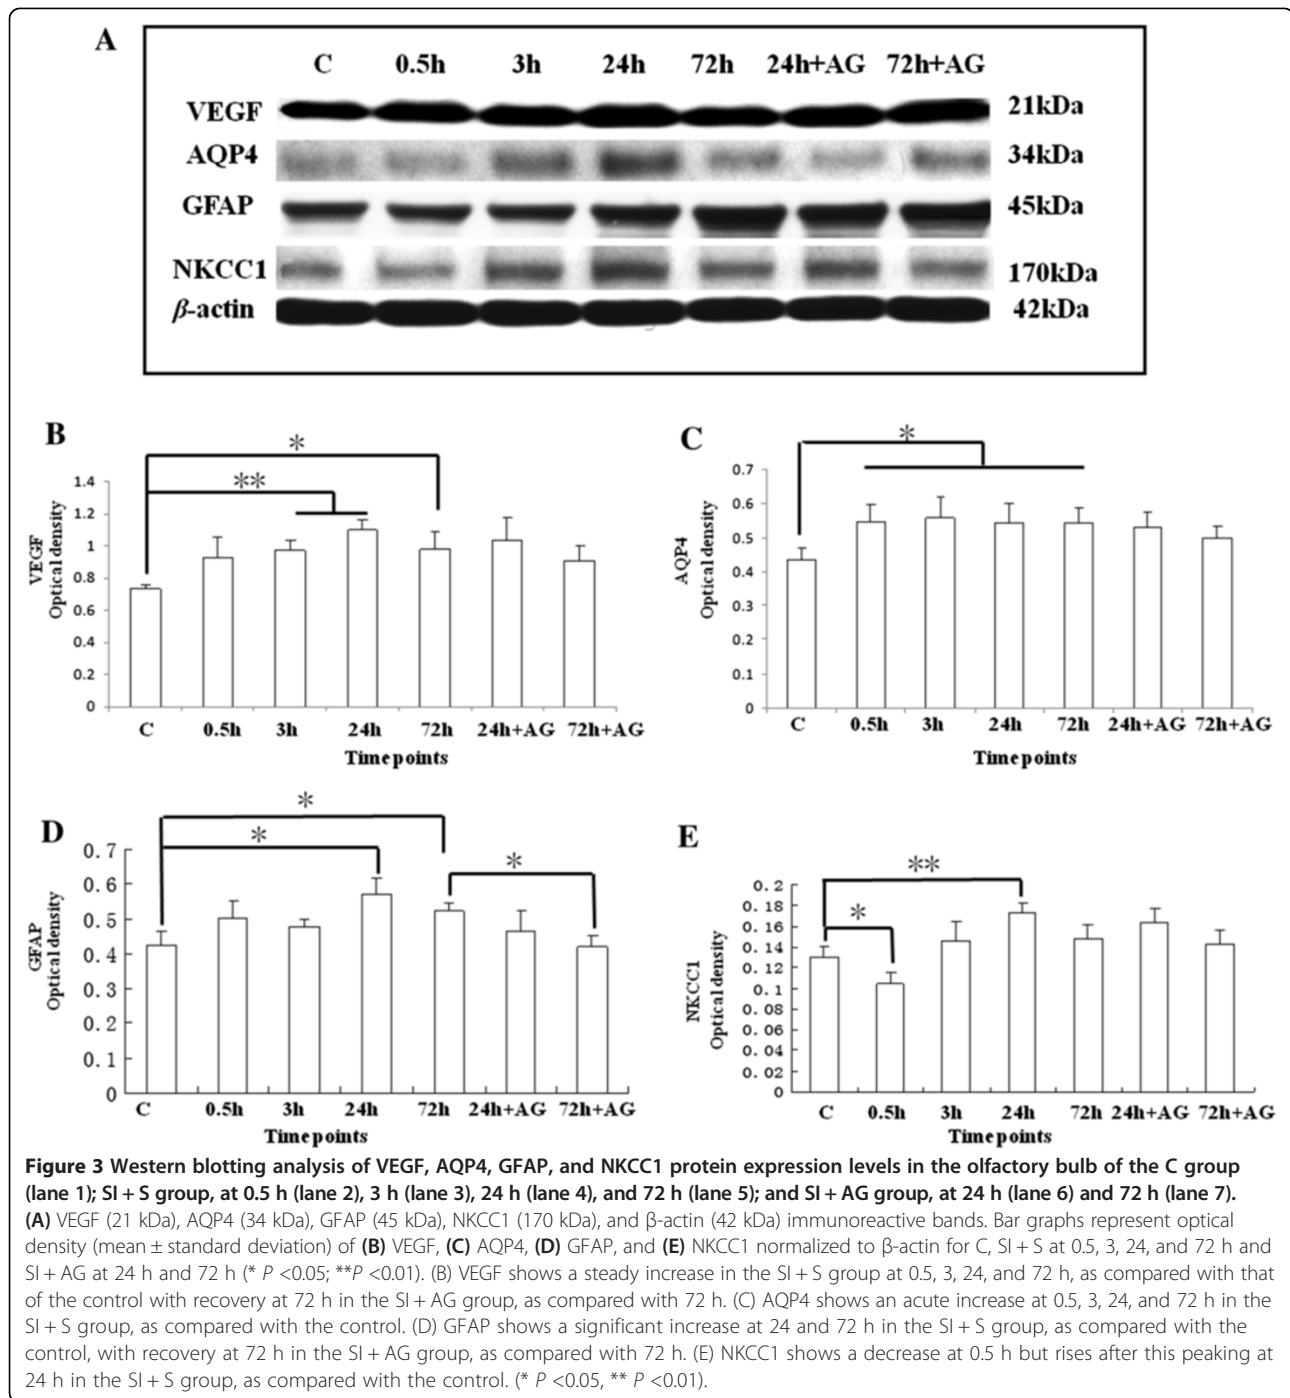 A
C 0.5h 3h 24h 72h 24h+AG 72h+AG
VEGF 21kDa
AQP4 34kDa
GFAP 45kDa
NKCC1 170kDa
β-actin 42kDa
B
*
**
VEGF
Optical density
1.4
1.2
1
0.8
0.6
0.4
0.2
0
C 0.5h 3h 24h 72h 24h+AG 72h+AG
Time points
C
*
AQP4
Optical density
0.7
0.6
0.5
0.4
0.3
0.2
0.1
0
C 0.5h 3h 24h 72h 24h+AG 72h+AG
Time points
D
*
*
*
GFAP
Optical density
0.7
0.6
0.5
0.4
0.3
0.2
0.1
0
C 0.5h 3h 24h 72h 24h+AG 72h+AG
Time points
E
**
*
NKCC1
Optical density
0.2
0.18
0.16
0.14
0.12
0.1
0.08
0.06
0.04
0.02
0
C 0.5h 3h 24h 72h 24h+AG 72h+AG
Time points
Figure 3 Western blotting analysis of VEGF, AQP4, GFAP, and NKCC1 protein expression levels in the olfactory bulb of the C group
(lane 1); SI + S group, at 0.5 h (lane 2), 3 h (lane 3), 24 h (lane 4), and 72 h (lane 5); and SI + AG group, at 24 h (lane 6) and 72 h (lane 7).
(A) VEGF (21 kDa), AQP4 (34 kDa), GFAP (45 kDa), NKCC1 (170 kDa), and β-actin (42 kDa) immunoreactive bands. Bar graphs represent optical
density (mean ± standard deviation) of (B) VEGF, (C) AQP4, (D) GFAP, and (E) NKCC1 normalized to β-actin for C, SI + S at 0.5, 3, 24, and 72 h and
SI + AG at 24 h and 72 h (* P <0.05; **P <0.01). (B) VEGF shows a steady increase in the SI + S group at 0.5, 3, 24, and 72 h, as compared with that
of the control with recovery at 72 h in the SI + AG group, as compared with 72 h. (C) AQP4 shows an acute increase at 0.5, 3, 24, and 72 h in the
SI + S group, as compared with the control. (D) GFAP shows a significant increase at 24 and 72 h in the SI + S group, as compared with the
control, with recovery at 72 h in the SI + AG group, as compared with 72 h. (E) NKCC1 shows a decrease at 0.5 h but rises after this peaking at
24 h in the SI + S group, as compared with the control. (* P <0.05, ** P <0.01).